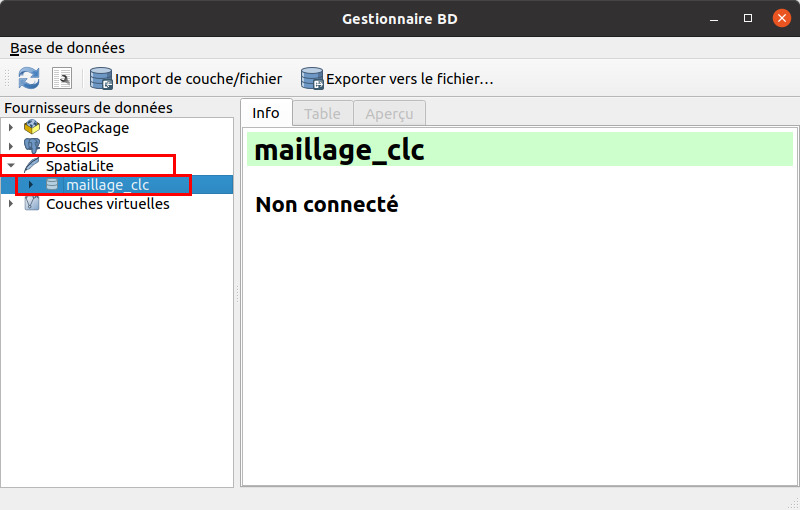 Gestionnaire BD
Base de données
Import de couche/fichier Exporter vers le fichier...
Fournisseurs de données
GeoPackage
PostGIS
SpatiaLite
maillage_clc
Couches virtuelles
Info Table Aperçu
maillage_clc
Non connecté